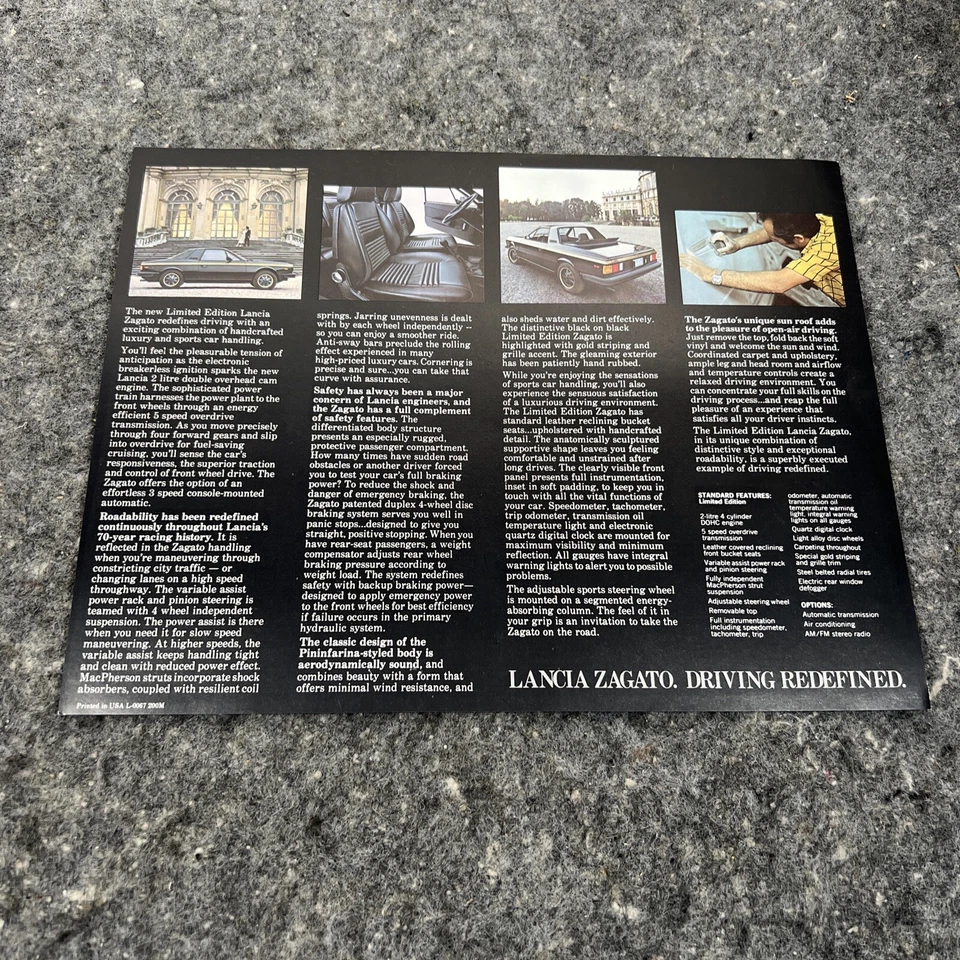 The new Limited Edition Lancia
Zagato redefines driving with an
exciting combination of handcrafted
luxury and sports car handling.
You'll feel the pleasurable tension of
anticipation as the electronic
breakerless ignition sparks the new
Lancia 2 litre double overhead cam
engine. The sophisticated power
train harnesses the power plant to the
front wheels through an energy
efficient 5 speed overdrive
transmission. As you move precisely
through four forward gears and slip
into overdrive for fuel-saving
cruising, you'll sense the car's
responsiveness, the superior traction
and control of front wheel drive. The
Zagato offers the option of an
effortless 3 speed console-mounted
automatic.
Roadability has been redefined
continuously throughout Lancia's
70-year racing history. It is
reflected in the Zagato handling
when you're maneuvering through
constricting city traffic — or
changing lanes on a high speed
throughway. The variable assist
power rack and pinion steering is
teamed with 4 wheel independent
suspension. The power assist is there
when you need it for slow speed
maneuvering. At higher speeds, the
variable assist keeps handling tight
and clean with reduced power effect.
MacPherson struts incorporate shock
absorbers, coupled with resilient coil
Printed in USA L-0067 200M
springs. Jarring unevenness is dealt
with by each wheel independently --
so you can enjoy a smoother ride.
Anti-sway bars preclude the rolling
effect experienced in many
high-priced luxury cars. Cornering is
precise and sure...you can take that
curve with assurance.
Safety has always been a major
concern of Lancia engineers, and
the Zagato has a full complement
of safety features. The
differentiated body structure
presents an especially rugged,
protective passenger compartment.
How many times have sudden road
obstacles or another driver forced
you to test your car's full braking
power? To reduce the shock and
danger of emergency braking, the
Zagato patented duplex 4-wheel disc
braking system serves you well in
panic stops...designed to give you
straight, positive stopping. When you
have rear-seat passengers, a weight
compensator adjusts rear wheel
braking pressure according to
weight load. The system redefines
safety with backup braking power—
designed to apply emergency power
to the front wheels for best efficiency
if failure occurs in the primary
hydraulic system.
The classic design of the
Pininfarina-styled body is
aerodynamically sound, and
combines beauty with a form that
offers minimal wind resistance, and
also sheds water and dirt effectively.
The distinctive black on black
Limited Edition Zagato is
highlighted with gold striping and
grille accent. The gleaming exterior
has been patiently hand rubbed.
While you're enjoying the sensations
of sports car handling, you'll also
experience the sensuous satisfaction
of a luxurious driving environment.
The Limited Edition Zagato has
standard leather reclining bucket
seats...upholstered with handcrafted
detail. The anatomically sculptured
supportive shape leaves you feeling
comfortable and unstrained after
long drives. The clearly visible front
panel presents full instrumentation,
inset in soft padding, to keep you in
touch with all the vital functions of
your car. Speedometer, tachometer,
trip odometer, transmission oil
temperature light and electronic
quartz digital clock are mounted for
maximum visibility and minimum
reflection. All gauges have integral
warning lights to alert you to possible
problems.
The adjustable sports steering wheel
is mounted on a segmented energy-
absorbing column. The feel of it in
your grip is an invitation to take the
Zagato on the road.
The Zagato's unique sun roof adds
to the pleasure of open-air driving.
Just remove the top, fold back the soft
vinyl and welcome the sun and wind.
Coordinated carpet and upholstery,
ample leg and head room and airflow
and temperature controls create a
relaxed driving environment. You
can concentrate your full skills on the
driving process...and reap the full
pleasure of an experience that
satisfies all your driver instincts.
The Limited Edition Lancia Zagato,
in its unique combination of
distinctive style and exceptional
roadability, is a superbly executed
example of driving redefined.
STANDARD FEATURES:
Limited Edition
2-litre 4 cylinder
DOHC engine
5 speed overdrive
transmission
Leather covered reclining
front bucket seats
Variable assist power rack
and pinion steering
Fully independent
MacPherson strut
suspension
Adjustable steering wheel
Removable top
Full instrumentation
including speedometer,
tachometer, trip
odometer, automatic
transmission oil
temperature warning
light, integral warning
lights on all gauges
Quartz digital clock
Light alloy disc wheels
Carpeting throughout
Special gold striping
and grille trim
Steel belted radial tires
Electric rear window
defogger
OPTIONS:
Automatic transmission
Air conditioning
AM/FM stereo radio
LANCIA ZAGATO. DRIVING REDEFINED.